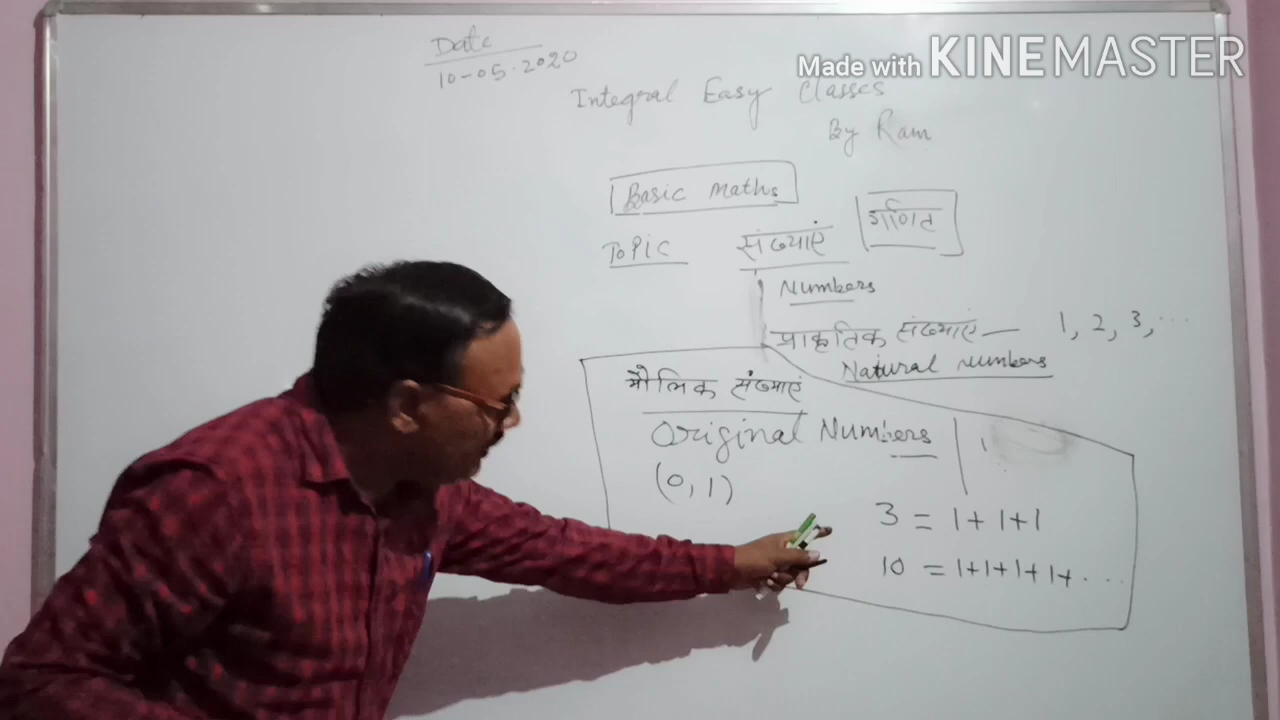 Date
10-05.2020
Made with KINEMASTER
Integral Easy Classes
By Ram
Basic Maths
Topic संख्याएं गणित
Numbers
प्राकृतिक संख्याएं — 1, 2, 3, ...
Natural Numbers
मौलिक संख्याएं
Original Numbers
(0, 1)
3 = 1+1+1
10 = 1+1+1+1+.....